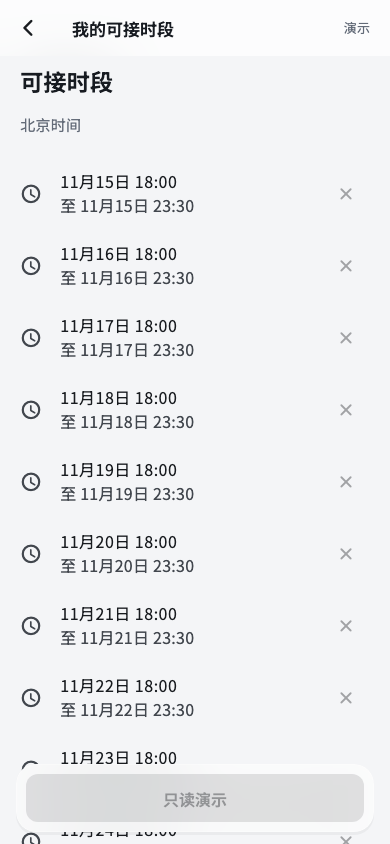 我的可接时段
演示
可接时段
北京时间
11月15日 18:00
至 11月15日 23:30
11月16日 18:00
至 11月16日 23:30
11月17日 18:00
至 11月17日 23:30
11月18日 18:00
至 11月18日 23:30
11月19日 18:00
至 11月19日 23:30
11月20日 18:00
至 11月20日 23:30
11月21日 18:00
至 11月21日 23:30
11月22日 18:00
至 11月22日 23:30
11月23日 18:00
只读演示
11月24日 18:00